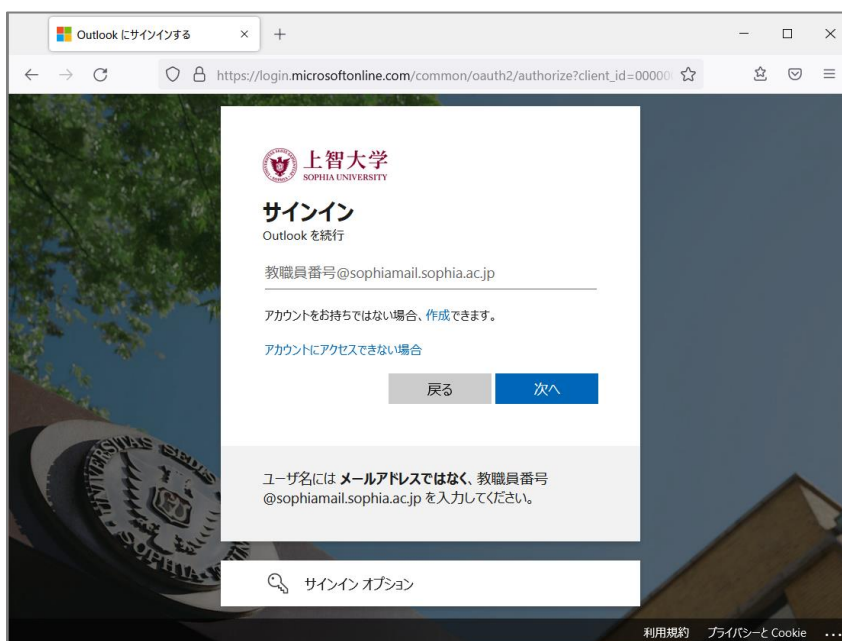 Outlook にサインインする
https://login.microsoftonline.com/common/oauth2/authorize?client_id=00000
上智大学
SOPHIA UNIVERSITY
サインイン
Outlook を続行
教職員番号@sophiamail.sophia.ac.jp
アカウントをお持ちではない場合、作成できます。
アカウントにアクセスできない場合
戻る 次へ
ユーザ名には メールアドレスではなく、教職員番号
@sophiamail.sophia.ac.jp を入力してください。
UNIVERSITAS SEDIS
SOPHIA
サインイン オプション
利用規約 プライバシーと Cookie